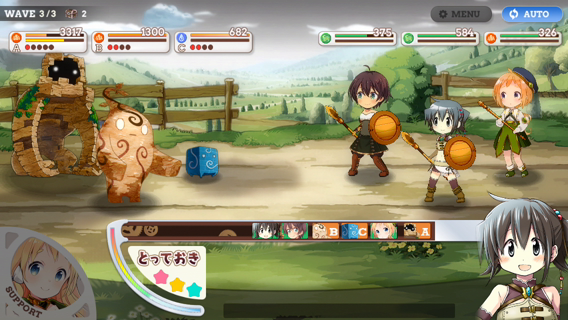 WAVE 3/3 2
MENU
AUTO
3317
A
1300
B
682
C
375
584
326
B C A
とっておき
SUPPORT